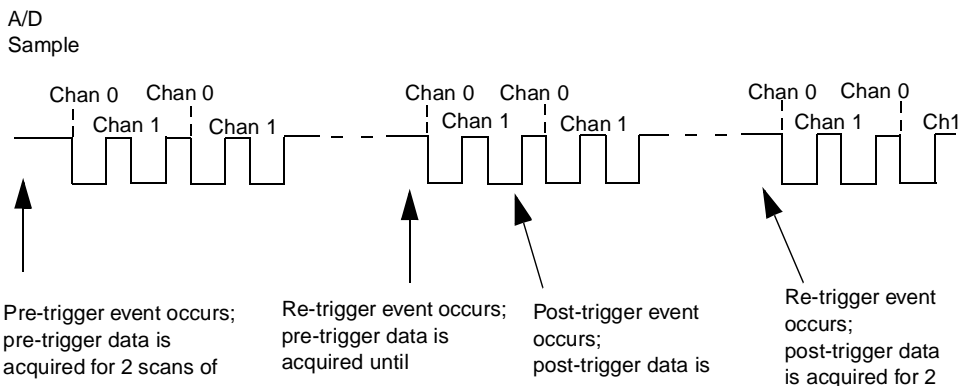 A/D
Sample
Chan 0 Chan 0 Chan 0 Chan 0 Chan 0 Chan 0
Chan 1 Chan 1 Chan 1 Chan 1 Chan 1 Ch1
Pre-trigger event occurs;
pre-trigger data is
acquired for 2 scans of
Re-trigger event occurs;
pre-trigger data is
acquired until
Post-trigger event
occurs;
post-trigger data is
Re-trigger event
occurs;
post-trigger data
is acquired for 2